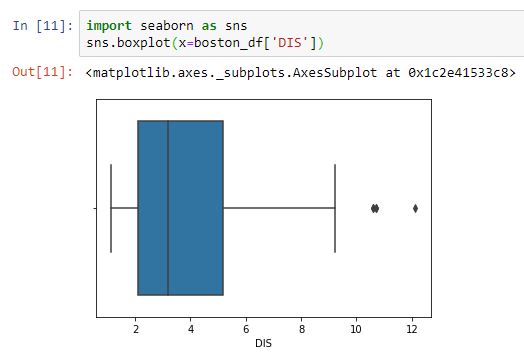 In [11]: import seaborn as sns
sns.boxplot(x=boston_df['DIS'])
Out[11]: <matplotlib.axes._subplots.AxesSubplot at 0x1c2e41533c8>
2 4 6 8 10 12
DIS